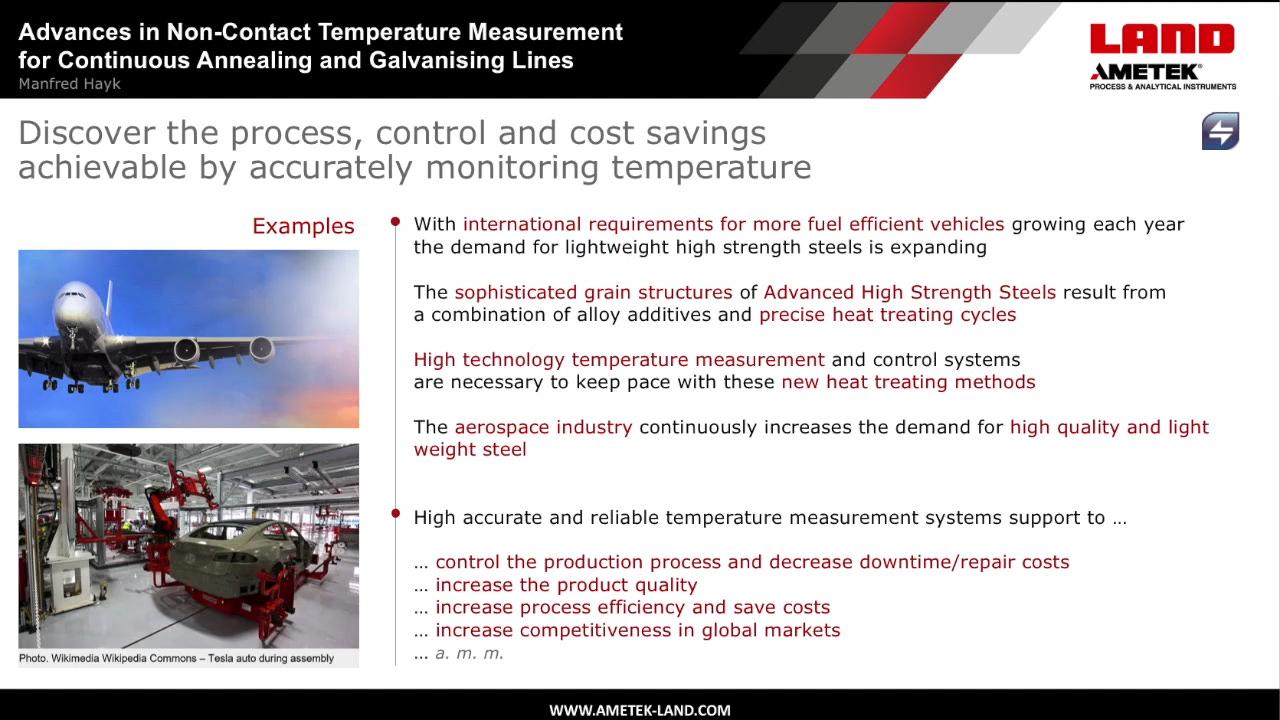 Advances in Non-Contact Temperature Measurement
for Continuous Annealing and Galvanising Lines
Manfred Hayk
LAND
AMETEK®
PROCESS & ANALYTICAL INSTRUMENTS
Discover the process, control and cost savings
achievable by accurately monitoring temperature
Examples
With international requirements for more fuel efficient vehicles growing each year
the demand for lightweight high strength steels is expanding
The sophisticated grain structures of Advanced High Strength Steels result from
a combination of alloy additives and precise heat treating cycles
High technology temperature measurement and control systems
are necessary to keep pace with these new heat treating methods
The aerospace industry continuously increases the demand for high quality and light
weight steel
High accurate and reliable temperature measurement systems support to …
… control the production process and decrease downtime/repair costs
… increase the product quality
… increase process efficiency and save costs
… increase competitiveness in global markets
… a. m. m.
Photo. Wikimedia Wikipedia Commons – Tesla auto during assembly
WWW.AMETEK-LAND.COM